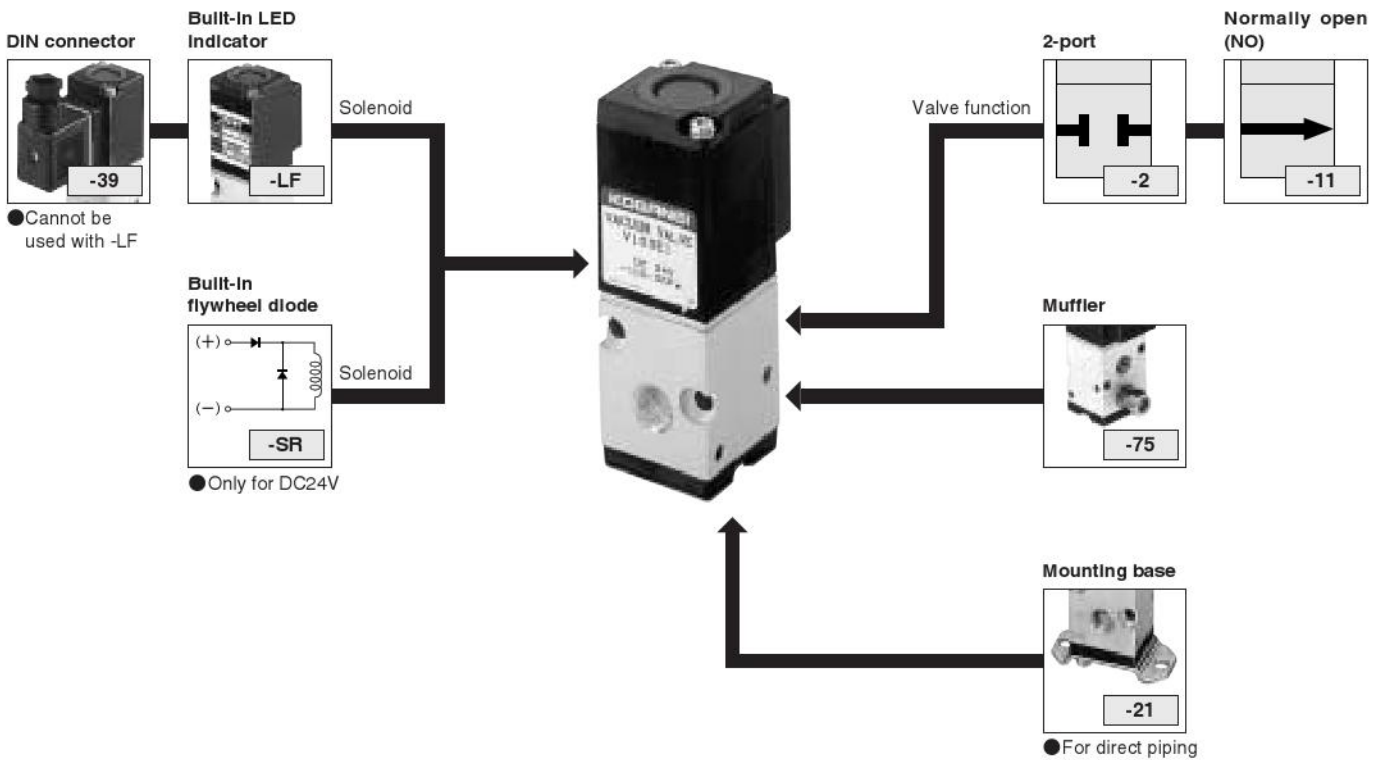 DIN connector
-39
●Cannot be
used with -LF
Built-in LED
indicator
-LF
Solenoid
Built-in
flywheel diode
(+)
(−)
-SR
Solenoid
●Only for DC24V
VACUUM VALVE
2-port
-2
Valve function
Normally open
(NO)
-11
Muffler
-75
Mounting base
-21
●For direct piping